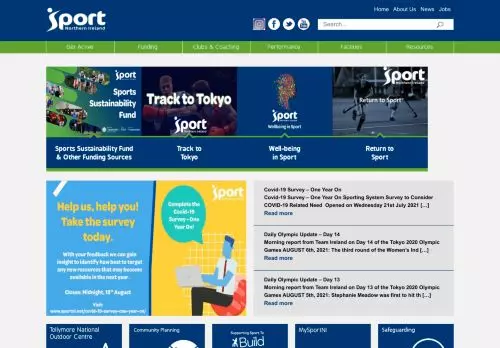 Home About Us News Jobs
Sport
Northern Ireland
Get Active Funding Clubs & Coaching Performance Facilities Resources
Sport
Sports
Sustainability
Fund
Track to Tokyo
Sport
Northern Ireland
Sport
Wellbeing in Sport
Sport
Northern Ireland
Return to Sport
Sports Sustainability Fund
& Other Funding Sources
Track to
Tokyo
Well-being
in Sport
Return to
Sport
Help us, help you!
Take the survey
today.
With your feedback we can gain
insight to identify how best to target
any new resources that may become
available in the next year.
Close: Midnight, 15th August
Visit:
www.sportni.net/covid-19-survey-one-year-on/
Complete the
Covid-19
Survey – One
Year On!
Sport
Northern Ireland
Covid-19 Survey – One Year On
Covid-19 Survey – One Year On Sporting System Survey to Consider
COVID-19 Related Need Opened on Wednesday 21st July 2021 […]
Read more
Daily Olympic Update – Day 14
Morning report from Team Ireland on Day 14 of the Tokyo 2020 Olympic
Games AUGUST 6th, 2021: The third round of the Women's Ind […]
Read more
Daily Olympic Update – Day 13
Morning report from Team Ireland on Day 13 of the Tokyo 2020 Olympic
Games AUGUST 5th, 2021: Stephanie Meadow was first to hit th […]
Read more
Tollymore National
Outdoor Centre
Community Planning
Supporting Sport To
Build
MySportNI
Safeguarding